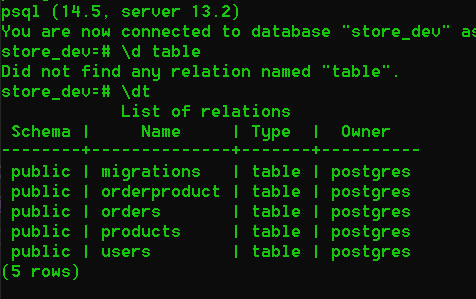 psql (14.5, server 13.2)
You are now connected to database "store_dev" as
store_dev=# \d table
Did not find any relation named "table".
store_dev=# \dt
            List of relations
 Schema |     Name     | Type  |  Owner
--------+--------------+-------+----------
 public | migrations   | table | postgres
 public | orderproduct | table | postgres
 public | orders       | table | postgres
 public | products     | table | postgres
 public | users        | table | postgres
(5 rows)